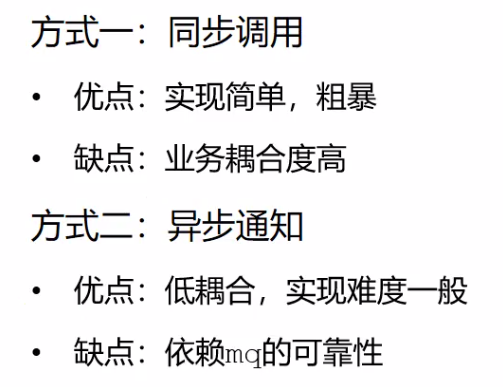 方式一：同步调用
• 优点：实现简单，粗暴
• 缺点：业务耦合度高
方式二：异步通知
• 优点：低耦合，实现难度一般
• 缺点：依赖mq的可靠性